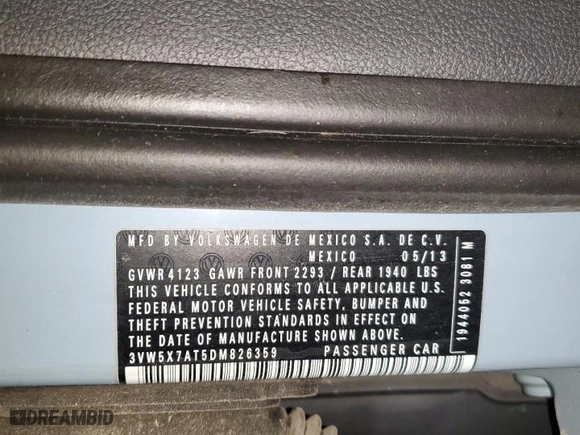 MFD BY VOLKSWAGEN DE MEXICO S.A. DE C.V.
MEXICO 05/13
GVWR 4123 GAWR FRONT 2293 / REAR 1940 LBS
THIS VEHICLE CONFORMS TO ALL APPLICABLE U.S.
FEDERAL MOTOR VEHICLE SAFETY, BUMPER AND
THEFT PREVENTION STANDARDS IN EFFECT ON
THE DATE OF MANUFACTURE SHOWN ABOVE.
3VW5X7AT5DM826359 PASSENGER CAR
1944052 3081 M
DREAMBID